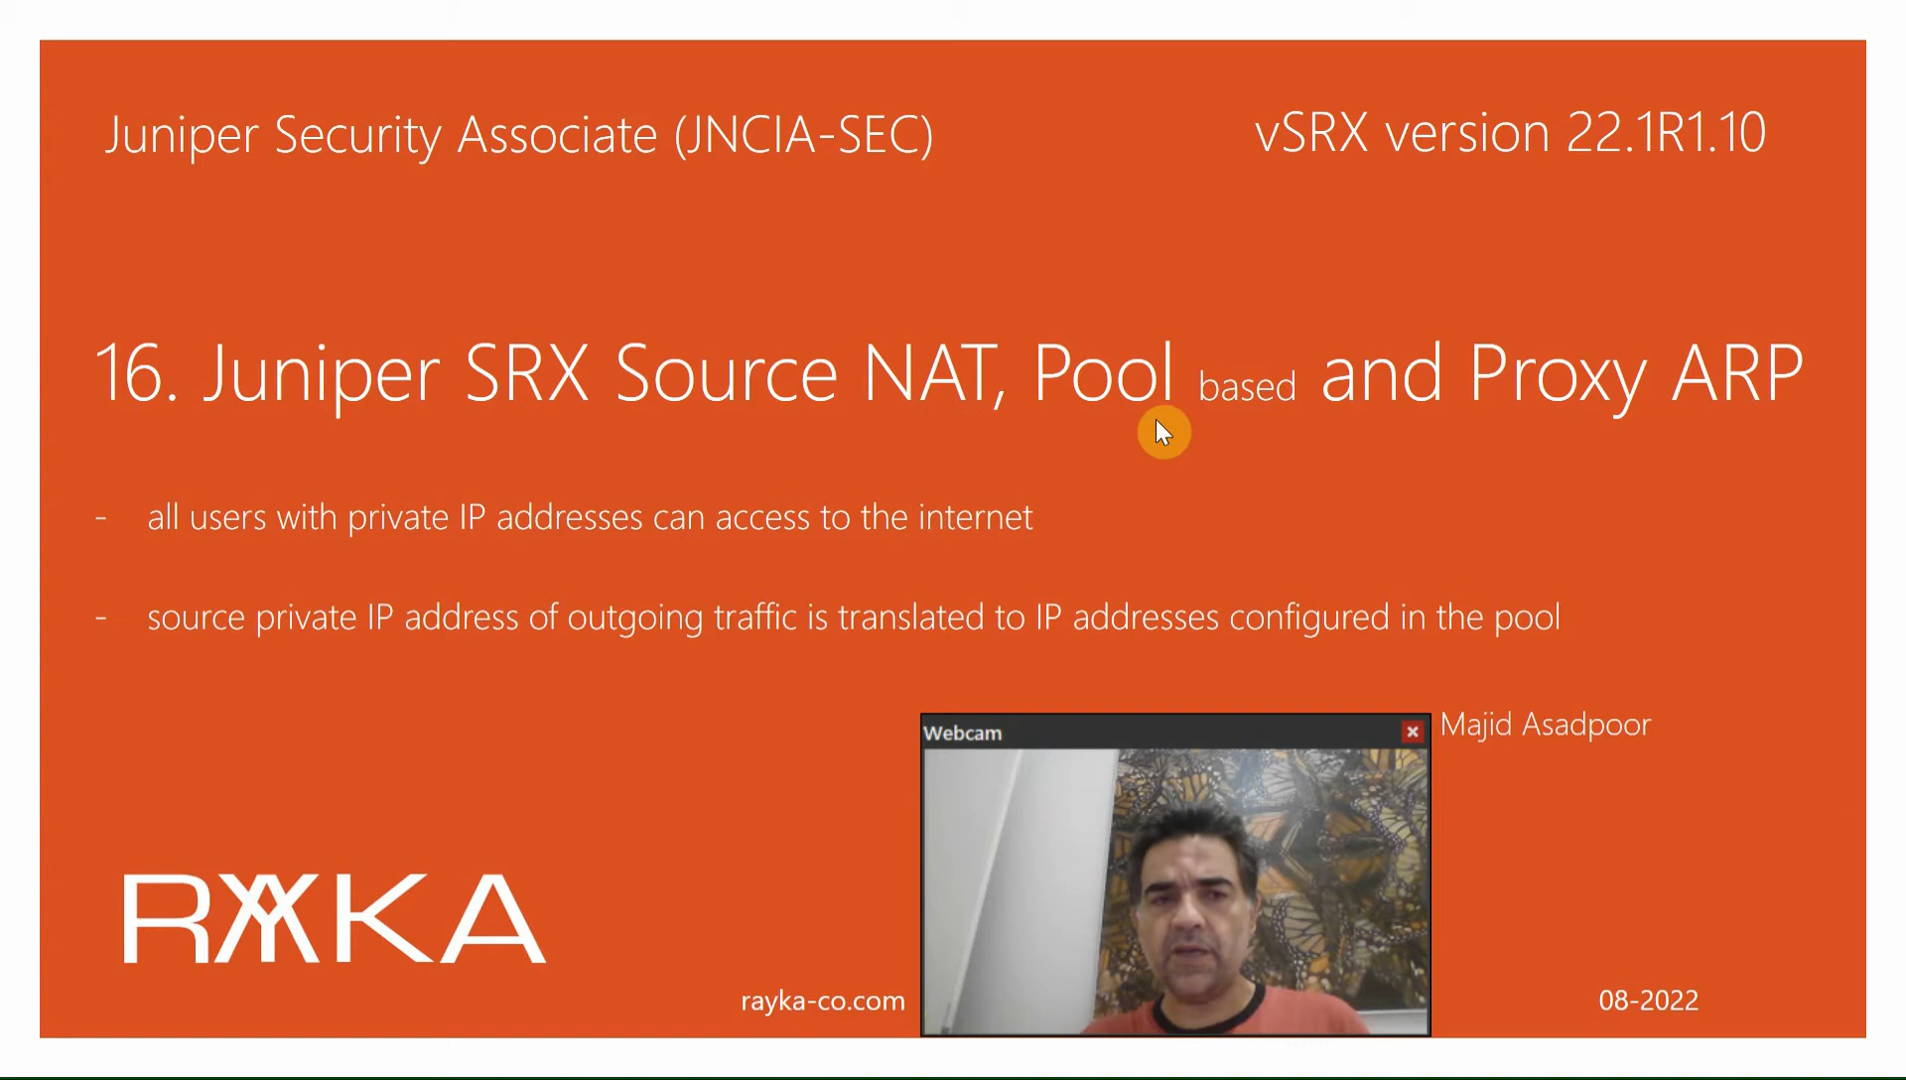 Juniper Security Associate (JNCIA-SEC)
vSRX version 22.1R1.10
16. Juniper SRX Source NAT, Pool based and Proxy ARP
- all users with private IP addresses can access to the internet
- source private IP address of outgoing traffic is translated to IP addresses configured in the pool
Webcam
Majid Asadpoor
RAYKA
rayka-co.com
08-2022